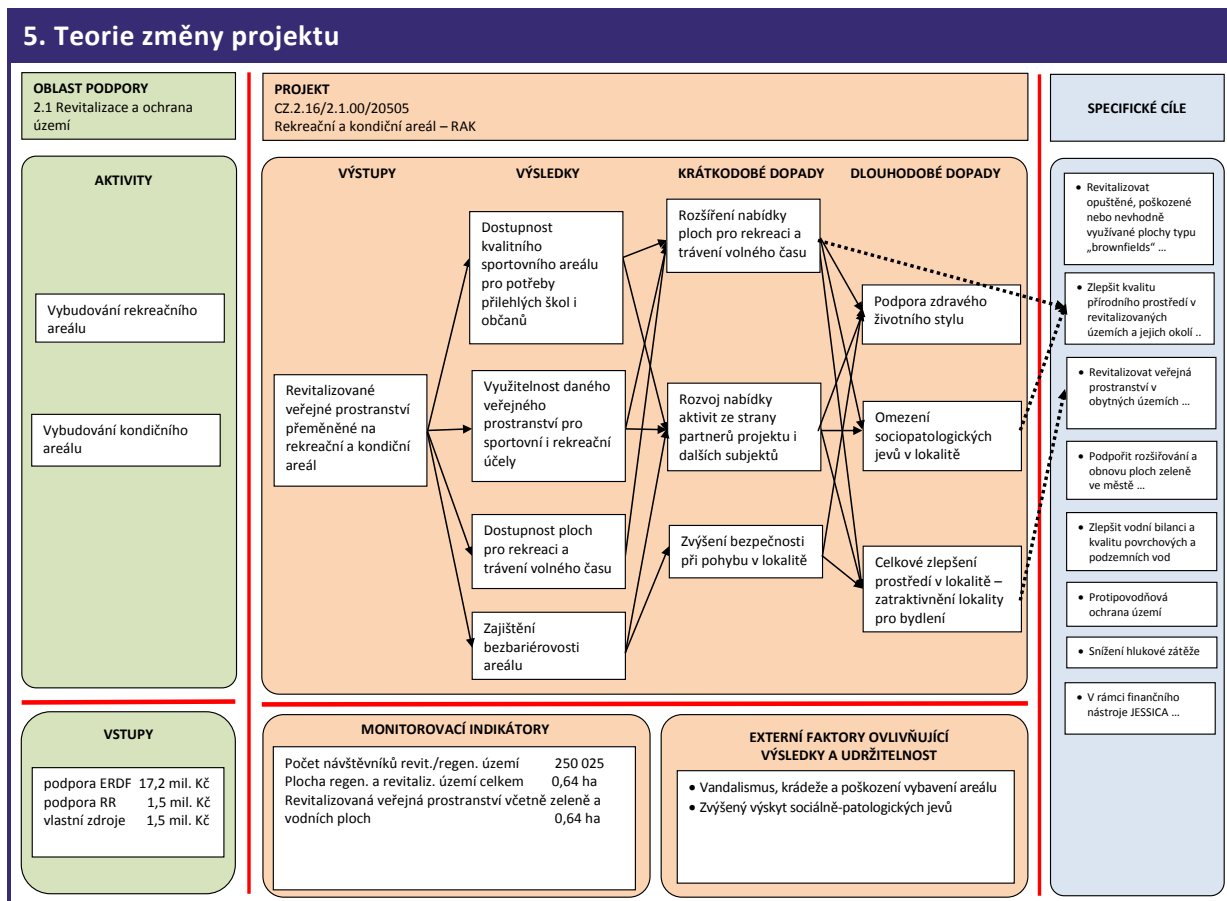 5. Teorie změny projektu
OBLAST PODPORY
2.1 Revitalizace a ochrana
území
PROJEKT
CZ.2.16/2.1.00/20505
Rekreační a kondiční areál – RAK
SPECIFICKÉ CÍLE
AKTIVITY
Vybudování rekreačního
areálu
Vybudování kondičního
areálu
VÝSTUPY
Revitalizované
veřejné prostranství
přeměněné na
rekreační a kondiční
areál
VÝSLEDKY
Dostupnost
kvalitního
sportovního areálu
pro potřeby
přilehlých škol i
občanů
Využitelnost daného
veřejného
prostranství pro
sportovní i rekreační
účely
Dostupnost ploch
pro rekreaci a
trávení volného času
Zajištění
bezbariérovosti
areálu
KRÁTKODOBÉ DOPADY
Rozšíření nabídky
ploch pro rekreaci a
trávení volného času
Rozvoj nabídky
aktivit ze strany
partnerů projektu i
dalších subjektů
Zvýšení bezpečnosti
při pohybu v lokalitě
DLOUHODOBÉ DOPADY
Podpora zdravého
životního stylu
Omezení
sociopatologických
jevů v lokalitě
Celkové zlepšení
prostředí v lokalitě –
zatraktivnění lokality
pro bydlení
• Revitalizovat
opuštěné, poškozené
nebo nevhodně
využívané plochy typu
„brownfields“ …
• Zlepšit kvalitu
přírodního prostředí v
revitalizovaných
územích a jejich okolí ..
• Revitalizovat veřejná
prostranství v
obytných územích …
• Podpořit rozšiřování a
obnovu ploch zeleně
ve městě …
• Zlepšit vodní bilanci a
kvalitu povrchových a
podzemních vod
• Protipovodňová
ochrana území
• Snížení hlukové zátěže
• V rámci finančního
nástroje JESSICA …
VSTUPY
podpora ERDF 17,2 mil. Kč
podpora RR 1,5 mil. Kč
vlastní zdroje 1,5 mil. Kč
MONITOROVACÍ INDIKÁTORY
Počet návštěvníků revit./regen. území 250 025
Plocha regen. a revitaliz. území celkem 0,64 ha
Revitalizovaná veřejná prostranství včetně zeleně a
vodních ploch 0,64 ha
EXTERNÍ FAKTORY OVLIVŇUJÍCÍ
VÝSLEDKY A UDRŽITELNOST
• Vandalismus, krádeže a poškození vybavení areálu
• Zvýšený výskyt sociálně-patologických jevů